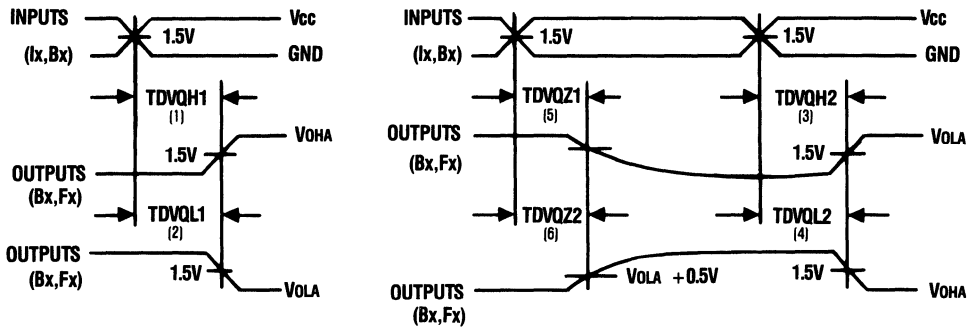 INPUTS
(Ix,Bx)
1.5V
Vcc
GND
TDVQH1
(1)
1.5V
VOHA
OUTPUTS
(Bx,Fx)
TDVQL1
(2)
OUTPUTS
(Bx,Fx)
1.5V
VOLA
INPUTS
(Ix,Bx)
1.5V
1.5V
Vcc
GND
TDVQZ1
(5)
TDVQH2
(3)
OUTPUTS
(Bx,Fx)
1.5V
VOLA
TDVQZ2
(6)
TDVQL2
(4)
VOLA +0.5V
1.5V
OUTPUTS
(Bx,Fx)
VOHA